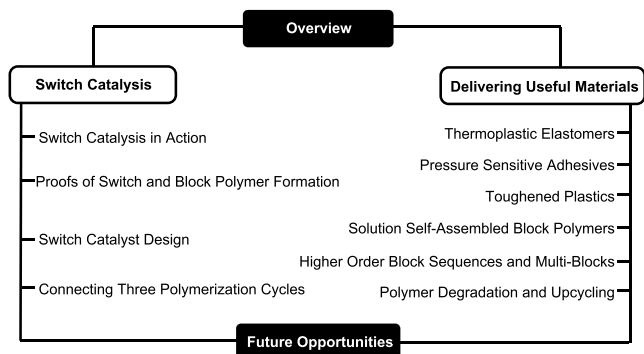 Overview
Switch Catalysis
Switch Catalysis in Action
Proofs of Switch and Block Polymer Formation
Switch Catalyst Design
Connecting Three Polymerization Cycles
Delivering Useful Materials
Thermoplastic Elastomers
Pressure Sensitive Adhesives
Toughened Plastics
Solution Self-Assembled Block Polymers
Higher Order Block Sequences and Multi-Blocks
Polymer Degradation and Upcycling
Future Opportunities